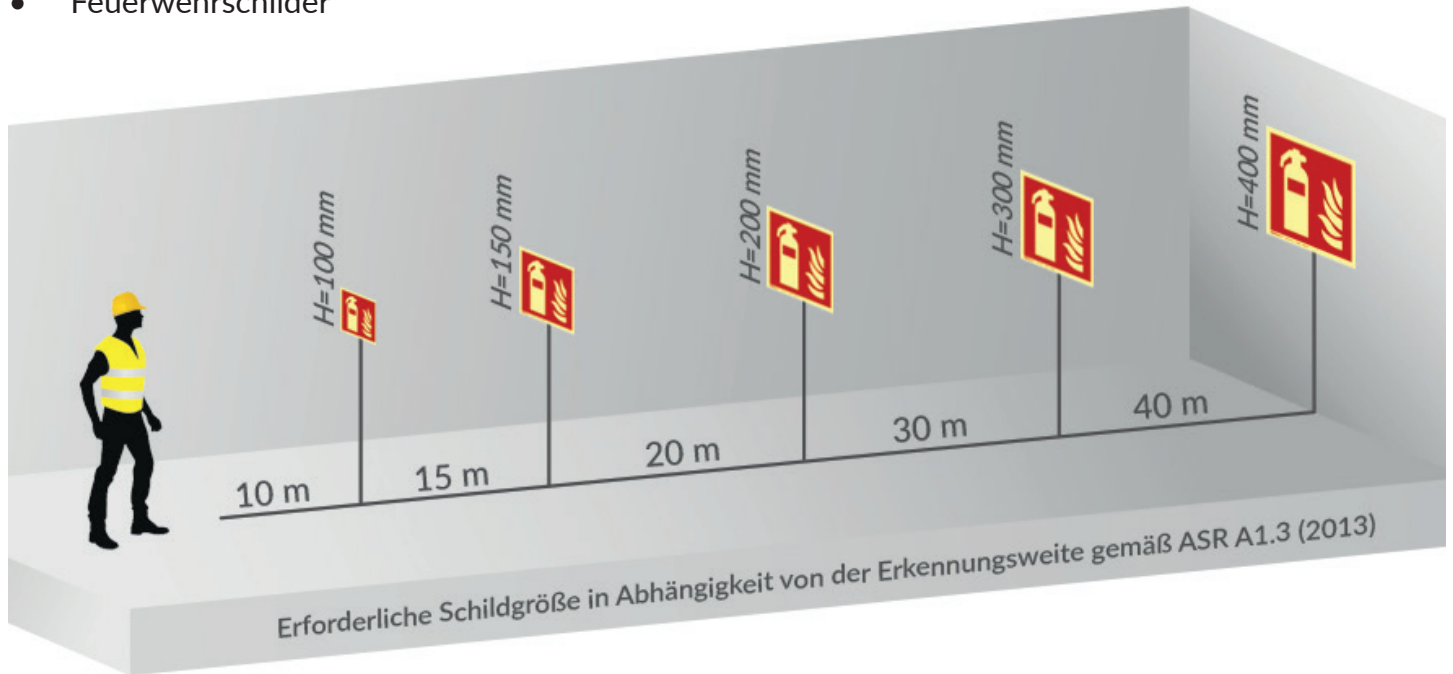 • Feuerwehrschilder
H=100 mm
H=150 mm
H=200 mm
H=300 mm
H=400 mm
10 m
15 m
20 m
30 m
40 m
Erforderliche Schildgröße in Abhängigkeit von der Erkennungsweite gemäß ASR A1.3 (2013)